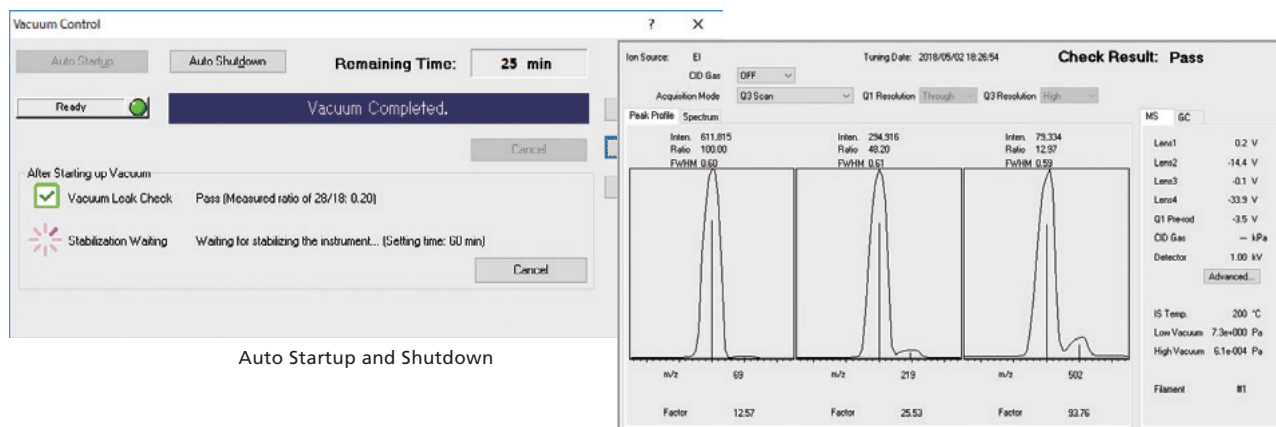 Vacuum Control ? X
Auto Startup Auto Shutdown Remaining Time: 25 min
Ready Vacuum Completed.
Cancel
After Starting up Vacuum
Vacuum Leak Check Pass (Measured ratio of 28/18: 0.20)
Stabilization Waiting Waiting for stabilizing the instrument... (Setting time: 60 min)
Cancel
Auto Startup and Shutdown
Ion Source: EI Tuning Date: 2018/05/02 18:26:54 Check Result: Pass
CID Gas OFF
Acquisition Mode Q3 Scan Q1 Resolution Through Q3 Resolution High
Peak Profile Spectrum
Inten. 611,815 Inten. 294,916 Inten. 79,334
Ratio 100.00 Ratio 48.20 Ratio 12.97
FWHM 0.60 FWHM 0.61 FWHM 0.59
m/z 69 m/z 219 m/z 502
Factor 12.57 Factor 25.53 Factor 93.76
MS GC
Lens1 0.2 V
Lens2 -14.4 V
Lens3 -0.1 V
Lens4 -33.9 V
Q1 Pre-rod -3.5 V
CID Gas -- kPa
Detector 1.00 kV
Advanced...
IS Temp. 200 °C
Low Vacuum 7.3e+000 Pa
High Vacuum 6.1e-004 Pa
Filament #1